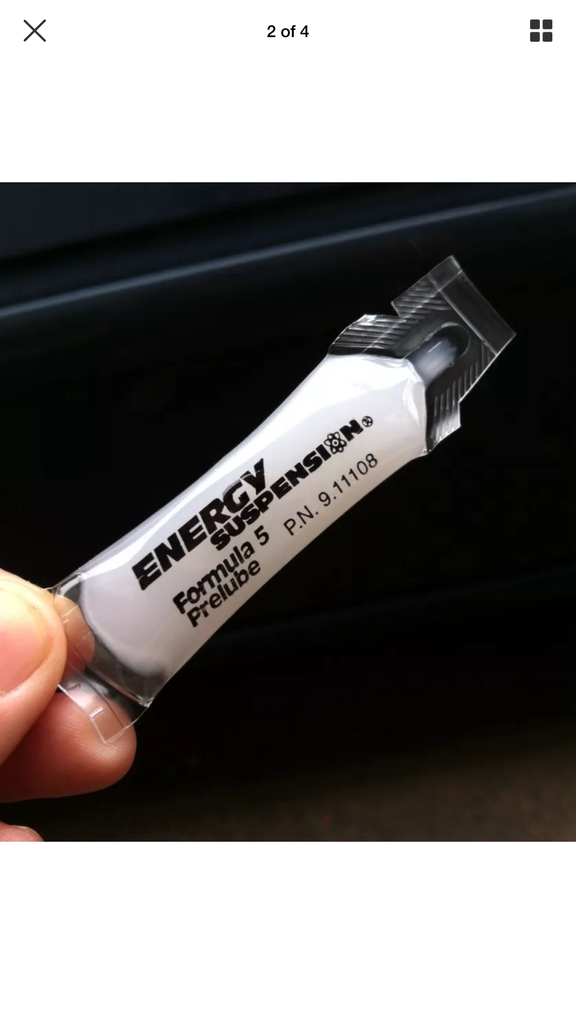 2 of 4
ENERGY
SUSPENSION®
Formula 5 P.N. 9.11108
Prelube